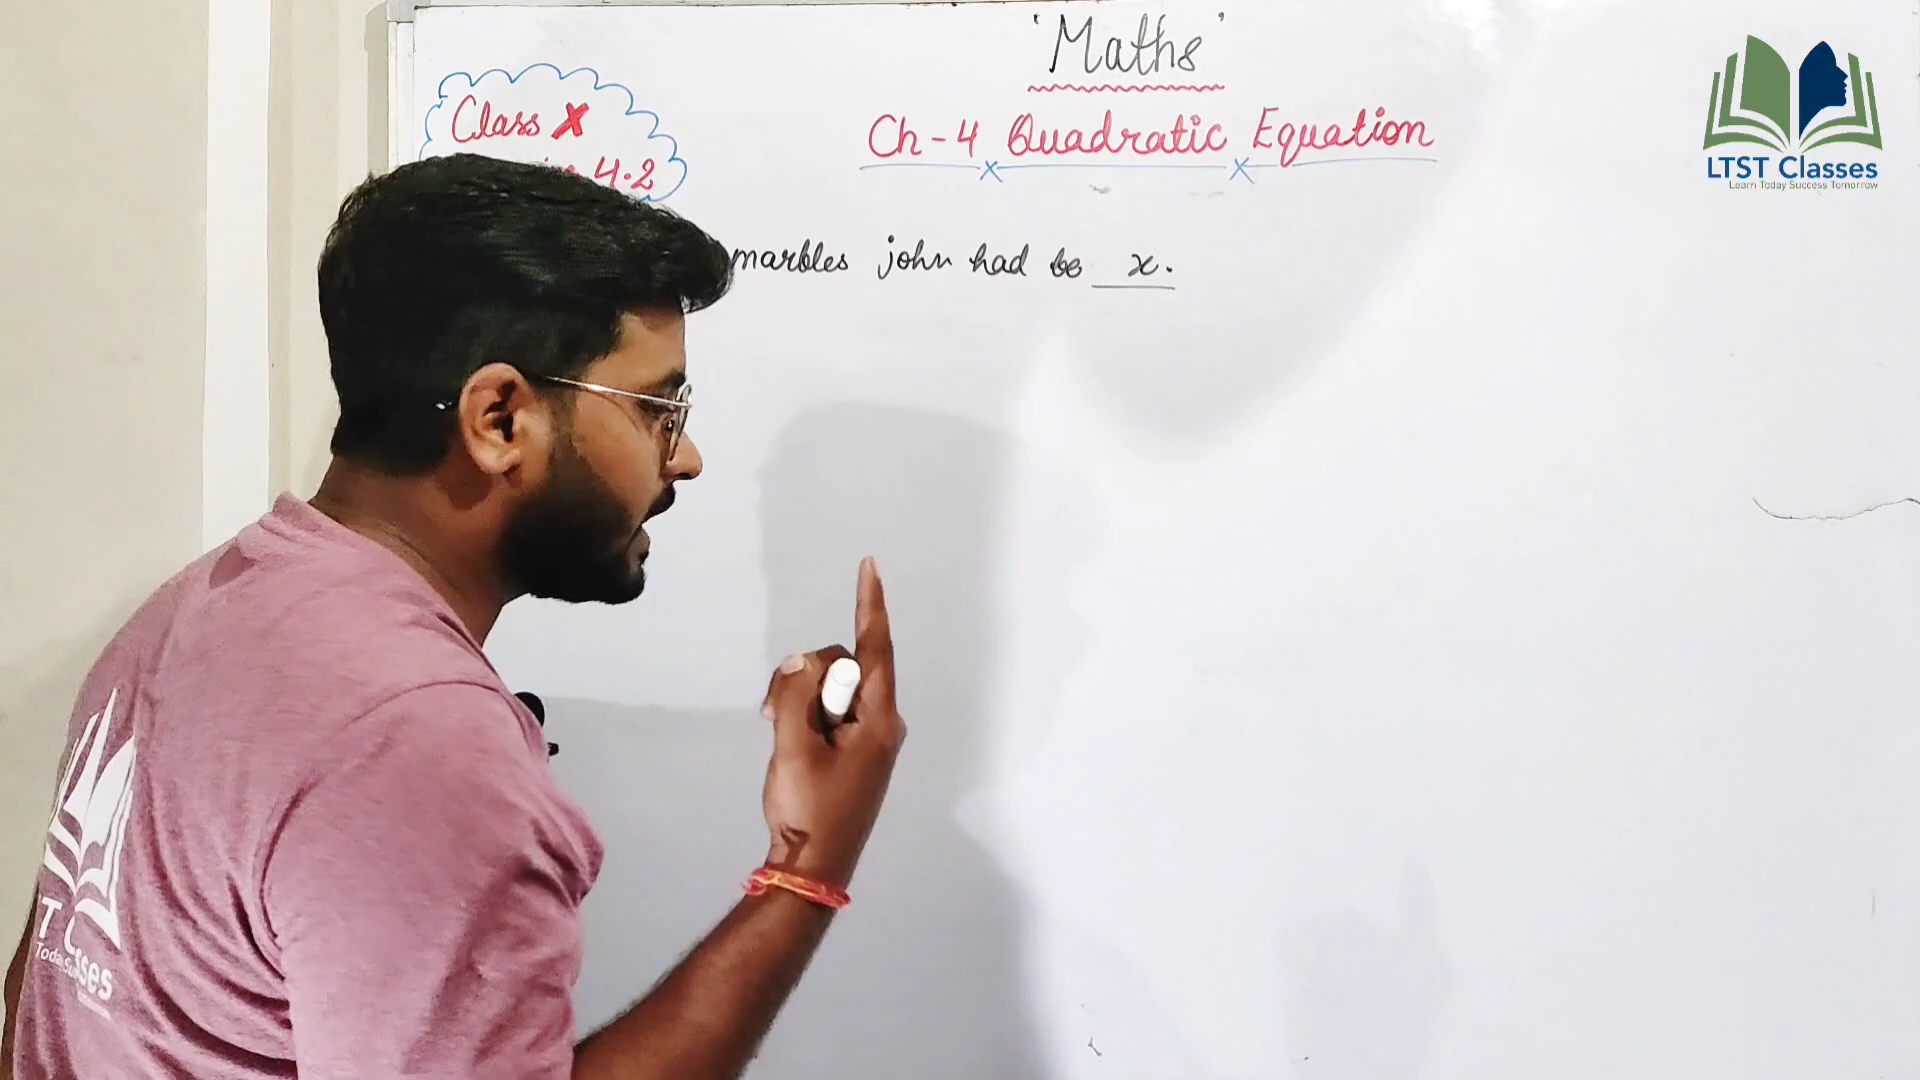 'Maths'
Class X
4.2
Ch-4 Quadratic Equation
marbles john had be x.
LTST Classes
Learn Today Success Tomorrow